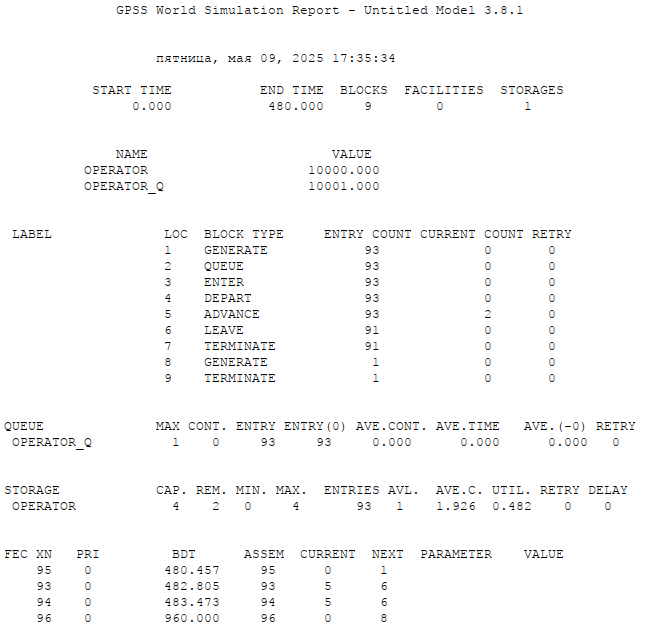 GPSS World Simulation Report - Untitled Model 3.8.1
пятница, мая 09, 2025 17:35:34
START TIME END TIME BLOCKS FACILITIES STORAGES
0.000 480.000 9 0 1
NAME VALUE
OPERATOR 10000.000
OPERATOR_Q 10001.000
LABEL LOC BLOCK TYPE ENTRY COUNT CURRENT COUNT RETRY
1 GENERATE 93 0 0
2 QUEUE 93 0 0
3 ENTER 93 0 0
4 DEPART 93 0 0
5 ADVANCE 93 2 0
6 LEAVE 91 0 0
7 TERMINATE 91 0 0
8 GENERATE 1 0 0
9 TERMINATE 1 0 0
QUEUE MAX CONT. ENTRY ENTRY(0) AVE.CONT. AVE.TIME AVE.(-0) RETRY
OPERATOR_Q 1 0 93 93 0.000 0.000 0.000 0
STORAGE CAP. REM. MIN. MAX. ENTRIES AVL. AVE.C. UTIL. RETRY DELAY
OPERATOR 4 2 0 4 93 1 1.926 0.482 0 0
FEC XN PRI BDT ASSEM CURRENT NEXT PARAMETER VALUE
95 0 480.457 95 0 1
93 0 482.805 93 5 6
94 0 483.473 94 5 6
96 0 960.000 96 0 8